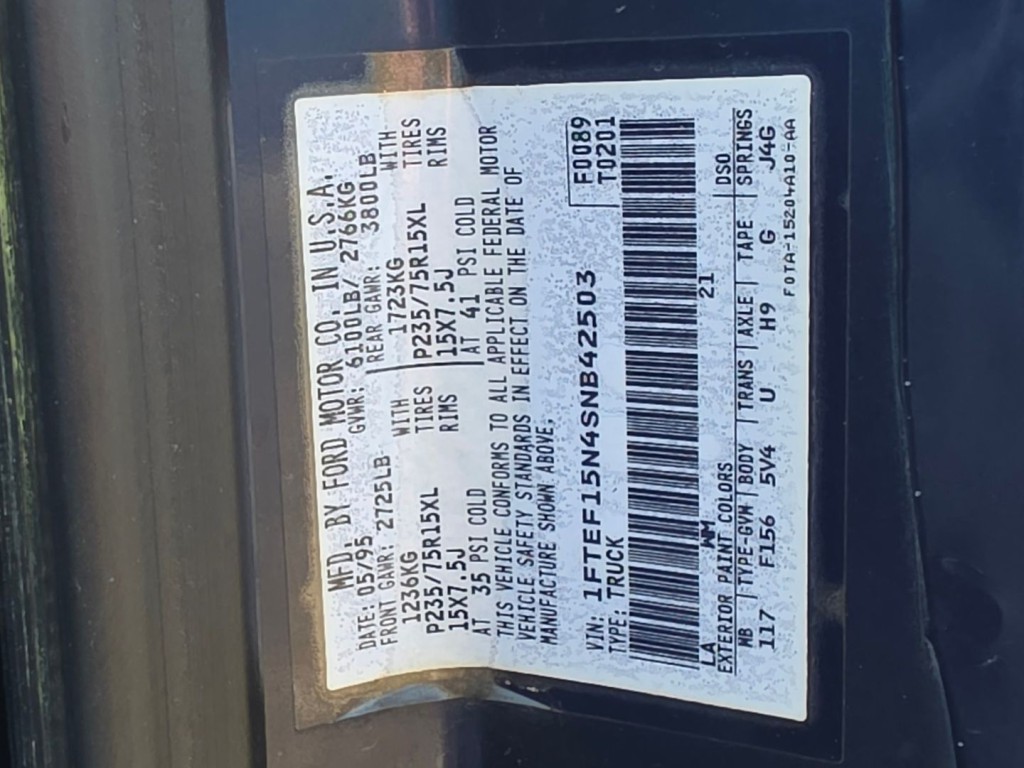 MFD. BY FORD MOTOR CO. IN U.S.A.
DATE: 05/95 GVWR: 6100LB/ 2766KG
FRONT GAWR: 2725LB REAR GAWR: 3800LB
1236KG WITH 1723KG WITH
P235/75R15XL TIRES P235/75R15XL TIRES
15X7.5J RIMS 15X7.5J RIMS
AT 35 PSI COLD AT 41 PSI COLD
THIS VEHICLE CONFORMS TO ALL APPLICABLE FEDERAL MOTOR
VEHICLE SAFETY STANDARDS IN EFFECT ON THE DATE OF
MANUFACTURE SHOWN ABOVE.
VIN: 1FTEF15N4SNB42503 F0089
TYPE: TRUCK T0201
LA WM 21
EXTERIOR PAINT COLORS DSO
WB TYPE-GVW BODY TRANS AXLE TAPE SPRINGS
117 F156 5V4 U H9 G J4G
F0TA-15204A10-AA